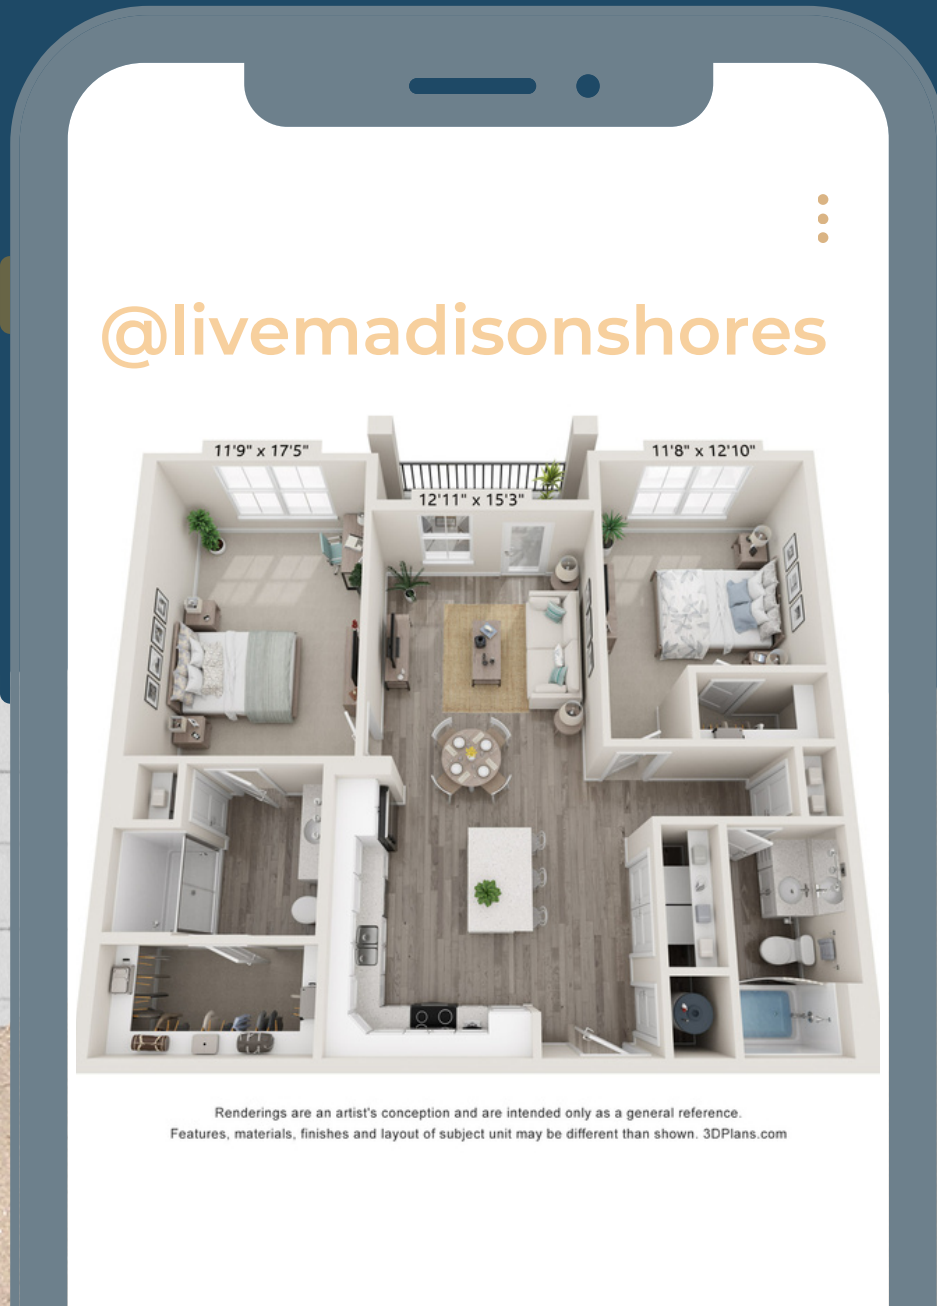 @livemadisonshores
11'9" x 17'5"
11'8" x 12'10"
12'11" x 15'3"
Renderings are an artist's conception and are intended only as a general reference.
Features, materials, finishes and layout of subject unit may be different than shown. 3DPlans.com